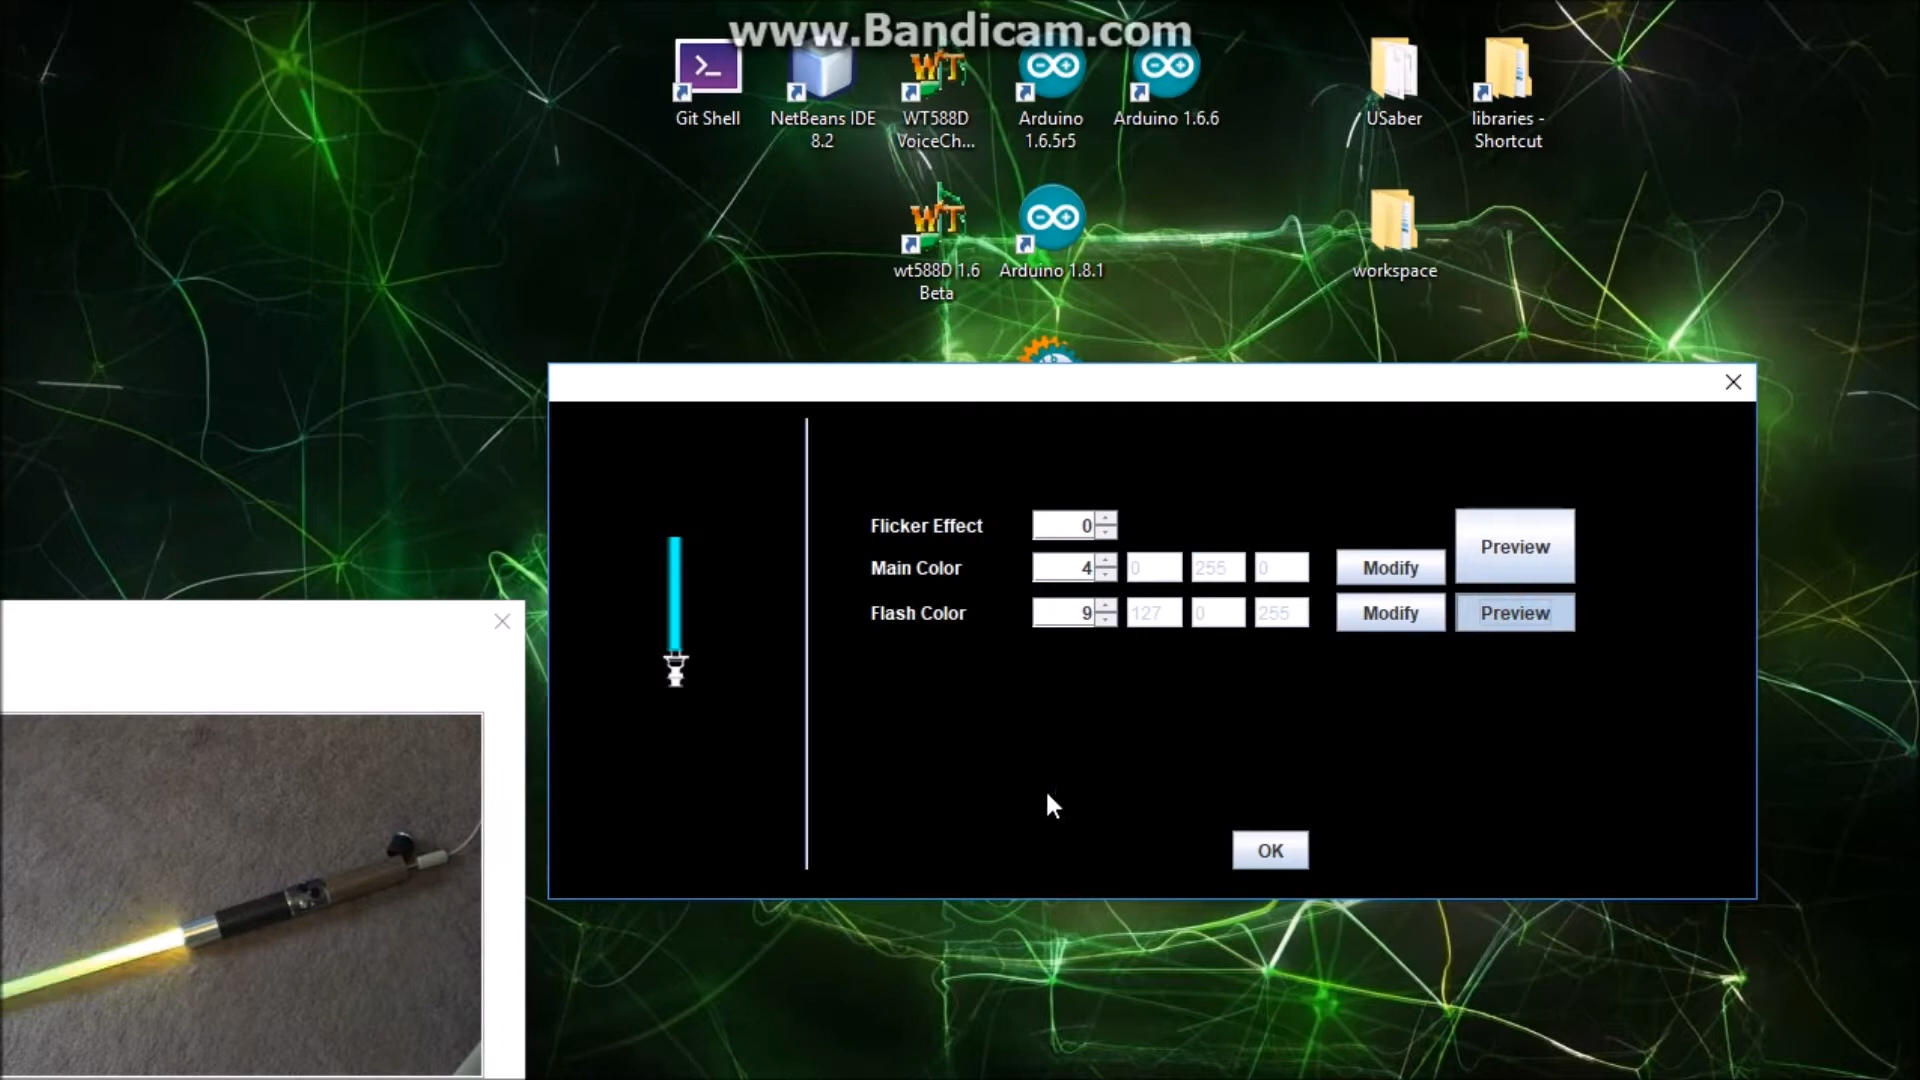 www.Bandicam.com
Git Shell
NetBeans IDE
8.2
WT588D
VoiceCh...
Arduino
1.6.5r5
Arduino 1.6.6
USaber
libraries -
Shortcut
wt588D 1.6
Beta
Arduino 1.8.1
workspace
Flicker Effect 0
Main Color 4 0 255 0 Modify Preview
Flash Color 9 127 0 255 Modify Preview
OK